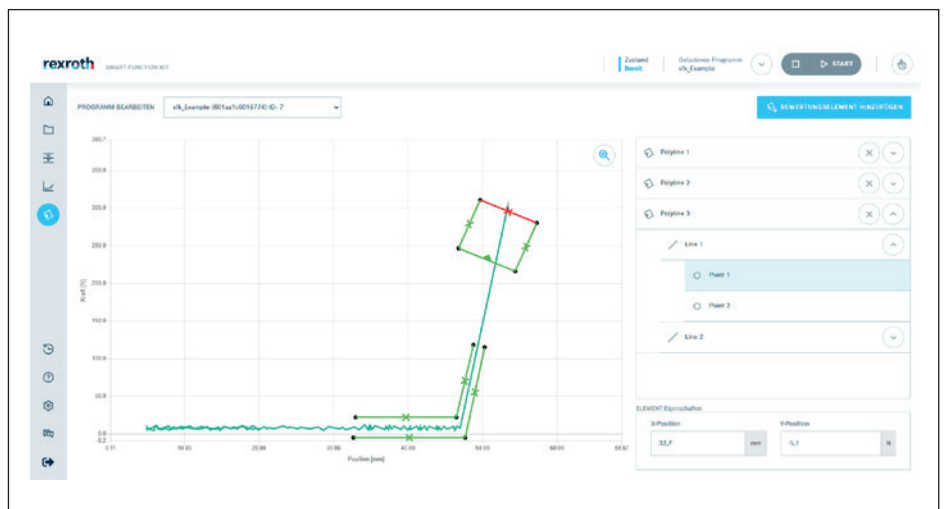 rexroth SMART FUNCTION KIT
Zustand
Bereit
Geladenes Programm
sfk_Example
START
PROGRAMM BEARBEITEN
BEWERTUNGSELEMENT HINZUFÜGEN
Polyline 1
Polyline 2
Polyline 3
Line 1
Point 1
Point 2
Line 2
350.0
300.0
250.0
200.0
150.0
100.0
50.0
0.0
Kraft [%]
10.00
20.00
30.00
40.00
50.00
60.00
Position [mm]
ELEMENT Eigenschaften
X-Position
32,7
mm
Y-Position
-5,1
N